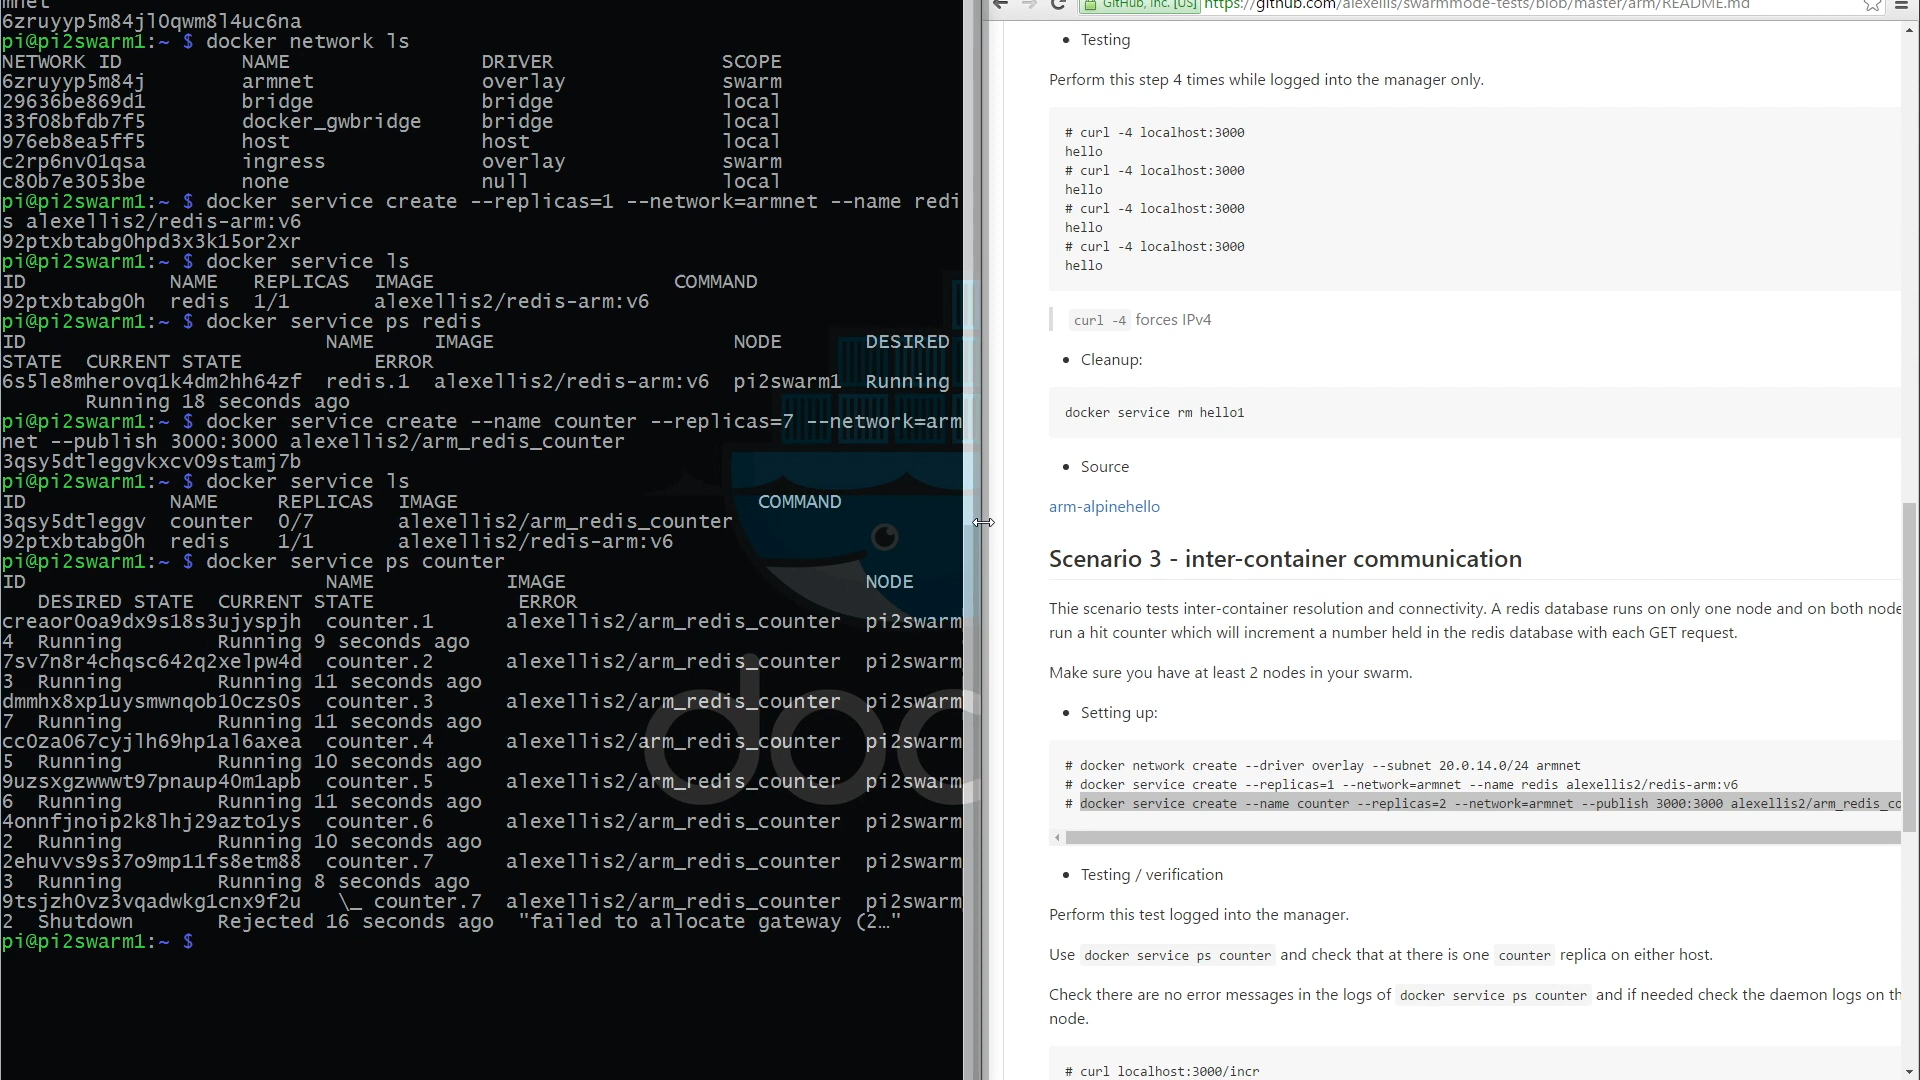 mnet
6zruyyp5m84jl0qwm8l4uc6na
pi@pi2swarm1:~ $ docker network ls
NETWORK ID          NAME                DRIVER              SCOPE
6zruyyp5m84j        armnet              overlay             swarm
29636be869d1        bridge              bridge              local
33f08bfdb7f5        docker_gwbridge     bridge              local
976eb8ea5ff5        host                host                local
c2rp6nv01qsa        ingress             overlay             swarm
c80b7e3053be        none                null                local
pi@pi2swarm1:~ $ docker service create --replicas=1 --network=armnet --name redi
s alexellis2/redis-arm:v6
92ptxbtabg0hpd3x3k15or2xr
pi@pi2swarm1:~ $ docker service ls
ID            NAME   REPLICAS  IMAGE                    COMMAND
92ptxbtabg0h  redis  1/1       alexellis2/redis-arm:v6
pi@pi2swarm1:~ $ docker service ps redis
ID                         NAME     IMAGE                    NODE       DESIRED
STATE  CURRENT STATE           ERROR
6s5le8mherovq1k4dm2hh64zf  redis.1  alexellis2/redis-arm:v6  pi2swarm1  Running
       Running 18 seconds ago
pi@pi2swarm1:~ $ docker service create --name counter --replicas=7 --network=arm
net --publish 3000:3000 alexellis2/arm_redis_counter
3qsy5dtleggvkxcv09stamj7b
pi@pi2swarm1:~ $ docker service ls
ID            NAME     REPLICAS  IMAGE                         COMMAND
3qsy5dtleggv  counter  0/7       alexellis2/arm_redis_counter
92ptxbtabg0h  redis    1/1       alexellis2/redis-arm:v6
pi@pi2swarm1:~ $ docker service ps counter
ID                         NAME           IMAGE                         NODE
   DESIRED STATE  CURRENT STATE            ERROR
creaor0oa9dx9s18s3ujyspjh  counter.1      alexellis2/arm_redis_counter  pi2swarm
4  Running        Running 9 seconds ago
7sv7n8r4chqsc642q2xelpw4d  counter.2      alexellis2/arm_redis_counter  pi2swarm
3  Running        Running 11 seconds ago
dmmhx8xp1uysmwnqob10czs0s  counter.3      alexellis2/arm_redis_counter  pi2swarm
7  Running        Running 11 seconds ago
cc0za067cyjlh69hp1al6axea  counter.4      alexellis2/arm_redis_counter  pi2swarm
5  Running        Running 10 seconds ago
9uzsxgzwwwt97pnaup40m1apb  counter.5      alexellis2/arm_redis_counter  pi2swarm
6  Running        Running 11 seconds ago
4onnfjnoip2k8lhj29azto1ys  counter.6      alexellis2/arm_redis_counter  pi2swarm
2  Running        Running 10 seconds ago
2ehuvvs9s37o9mp11fs8etm88  counter.7      alexellis2/arm_redis_counter  pi2swarm
3  Running        Running 8 seconds ago
9tsjzh0vz3vqadwkg1cnx9f2u   \_ counter.7  alexellis2/arm_redis_counter  pi2swarm
2  Shutdown       Rejected 16 seconds ago  "failed to allocate gateway (2…"
pi@pi2swarm1:~ $
doc
GitHub, Inc. [US] https://github.com/alexellis/swarmmode-tests/blob/master/arm/README.md
• Testing
Perform this step 4 times while logged into the manager only.
# curl -4 localhost:3000
hello
# curl -4 localhost:3000
hello
# curl -4 localhost:3000
hello
# curl -4 localhost:3000
hello
curl -4 forces IPv4
• Cleanup:
docker service rm hello1
• Source
arm-alpinehello
Scenario 3 - inter-container communication
Thie scenario tests inter-container resolution and connectivity. A redis database runs on only one node and on both node
run a hit counter which will increment a number held in the redis database with each GET request.
Make sure you have at least 2 nodes in your swarm.
• Setting up:
# docker network create --driver overlay --subnet 20.0.14.0/24 armnet
# docker service create --replicas=1 --network=armnet --name redis alexellis2/redis-arm:v6
# docker service create --name counter --replicas=2 --network=armnet --publish 3000:3000 alexellis2/arm_redis_co
• Testing / verification
Perform this test logged into the manager.
Use docker service ps counter and check that at there is one counter replica on either host.
Check there are no error messages in the logs of docker service ps counter and if needed check the daemon logs on th
node.
# curl localhost:3000/incr